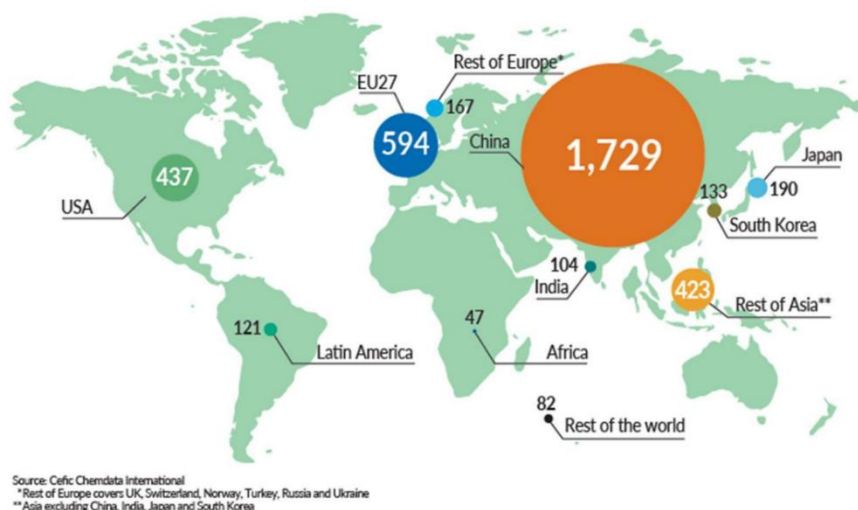 Rest of Europe*
EU27
167
594
China
1,729
Japan
437
133
190
USA
South Korea
104
India
423
Rest of Asia**
121
47
Latin America
Africa
82
Rest of the world
Source: Cefic Chemdata International
*Rest of Europe covers UK, Switzerland, Norway, Turkey, Russia and Ukraine
**Asia excluding China, India, Japan and South Korea